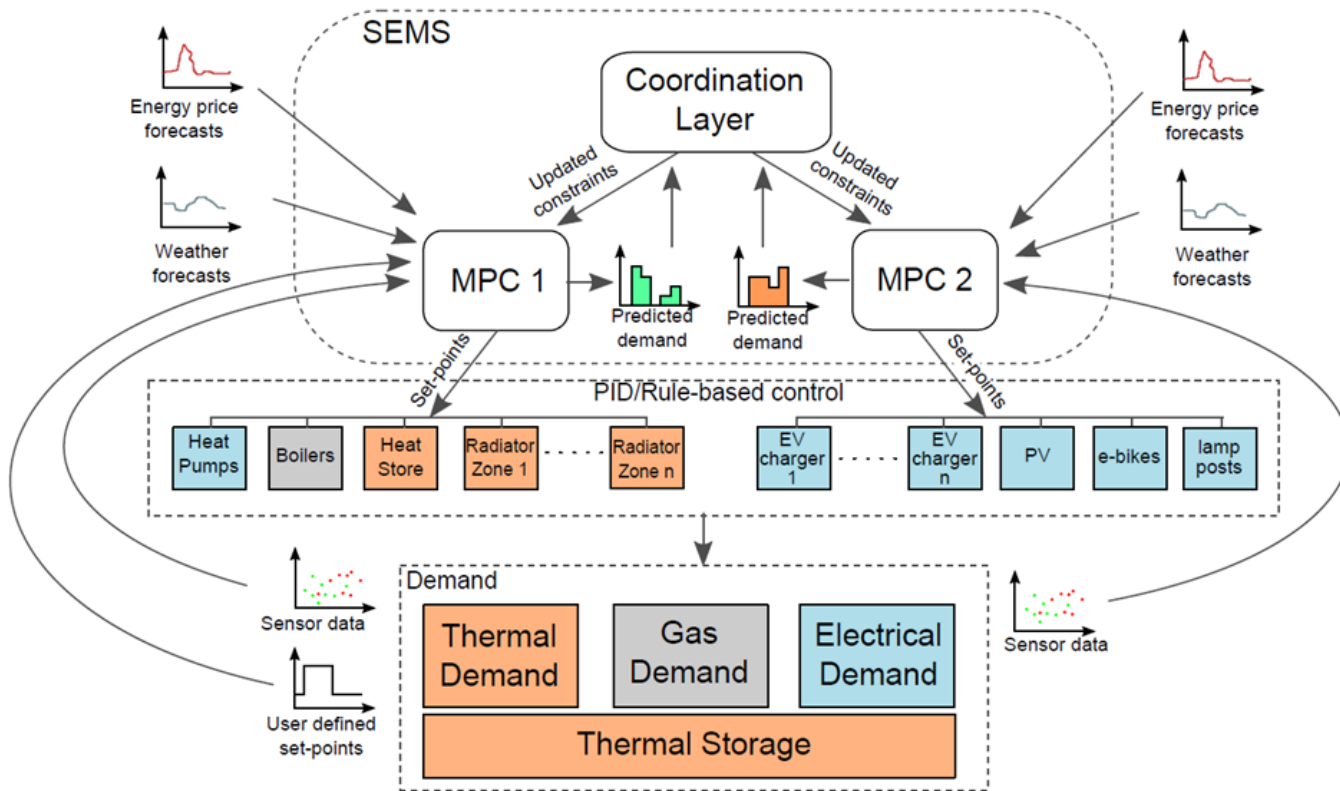 SEMS
Coordination
Layer
Energy price
forecasts
Energy price
forecasts
Updated
constraints
Updated
constraints
Weather
forecasts
Weather
forecasts
MPC 1
MPC 2
Predicted
demand
Predicted
demand
Set-points
Set-points
PID/Rule-based control
Heat
Pumps
Boilers
Heat
Store
Radiator
Zone 1
Radiator
Zone n
EV
charger
1
EV
charger
n
PV
e-bikes
lamp
posts
Demand
Thermal
Demand
Gas
Demand
Electrical
Demand
Thermal Storage
Sensor data
Sensor data
User defined
set-points